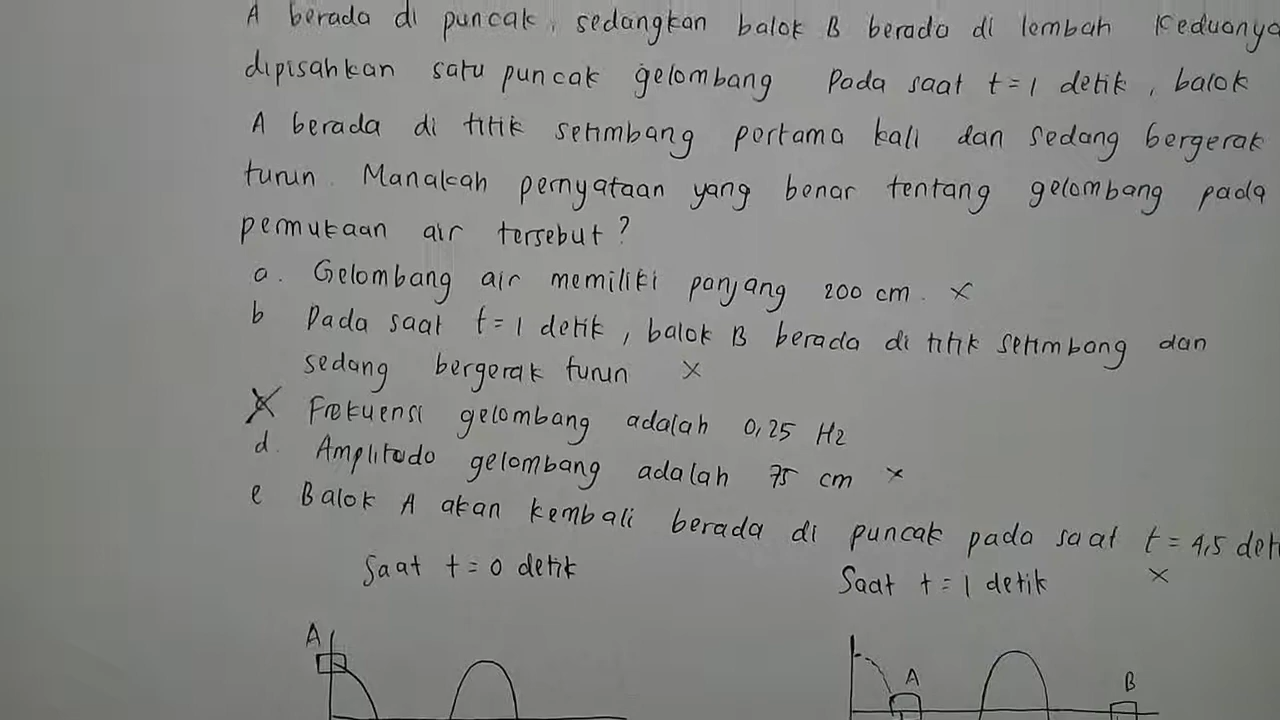 A berada di puncak, sedangkan balok B berada di lembah Keduanya
dipisahkan satu puncak gelombang Pada saat t = 1 detik, balok
A berada di titik setimbang pertama kali dan sedang bergerak
turun. Manakah pernyataan yang benar tentang gelombang pada
permukaan air tersebut?
a. Gelombang air memiliki panjang 200 cm. x
b Pada saat t = 1 detik, balok B berada di titik setimbang dan
sedang bergerak turun x
X Frekuensi gelombang adalah 0,25 Hz
d. Amplitudo gelombang adalah 75 cm x
e Balok A akan kembali berada di puncak pada saat t = 4,5 det
x
Saat t = 0 detik
Saat t = 1 detik
A
A
B